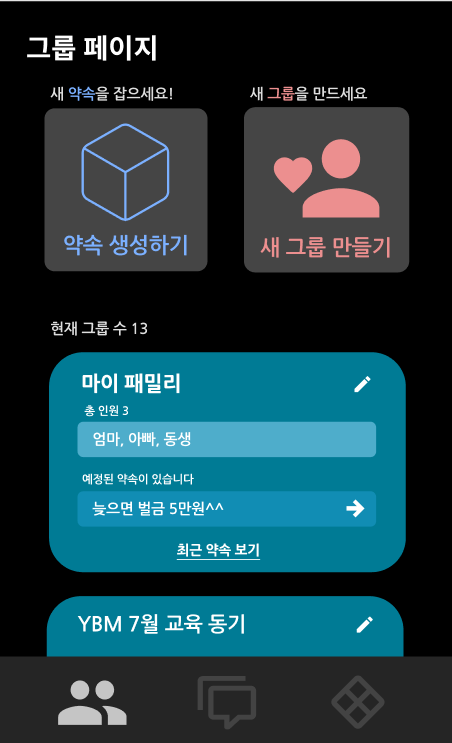 그룹 페이지
새 약속을 잡으세요!
새 그룹을 만드세요
약속 생성하기
새 그룹 만들기
현재 그룹 수 13
마이 패밀리
총 인원 3
엄마, 아빠, 동생
예정된 약속이 있습니다
늦으면 벌금 5만원^^
최근 약속 보기
YBM 7월 교육 동기